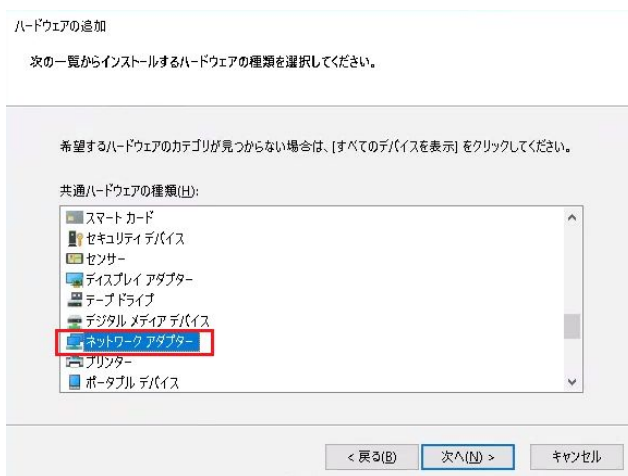 ハードウェアの追加
次の一覧からインストールするハードウェアの種類を選択してください。
希望するハードウェアのカテゴリが見つからない場合は、[すべてのデバイスを表示] をクリックしてください。
共通ハードウェアの種類(H):
スマート カード
セキュリティ デバイス
センサー
ディスプレイ アダプター
テープ ドライブ
デジタル メディア デバイス
ネットワーク アダプター
プリンター
ポータブル デバイス
< 戻る(B) 次へ(N) > キャンセル